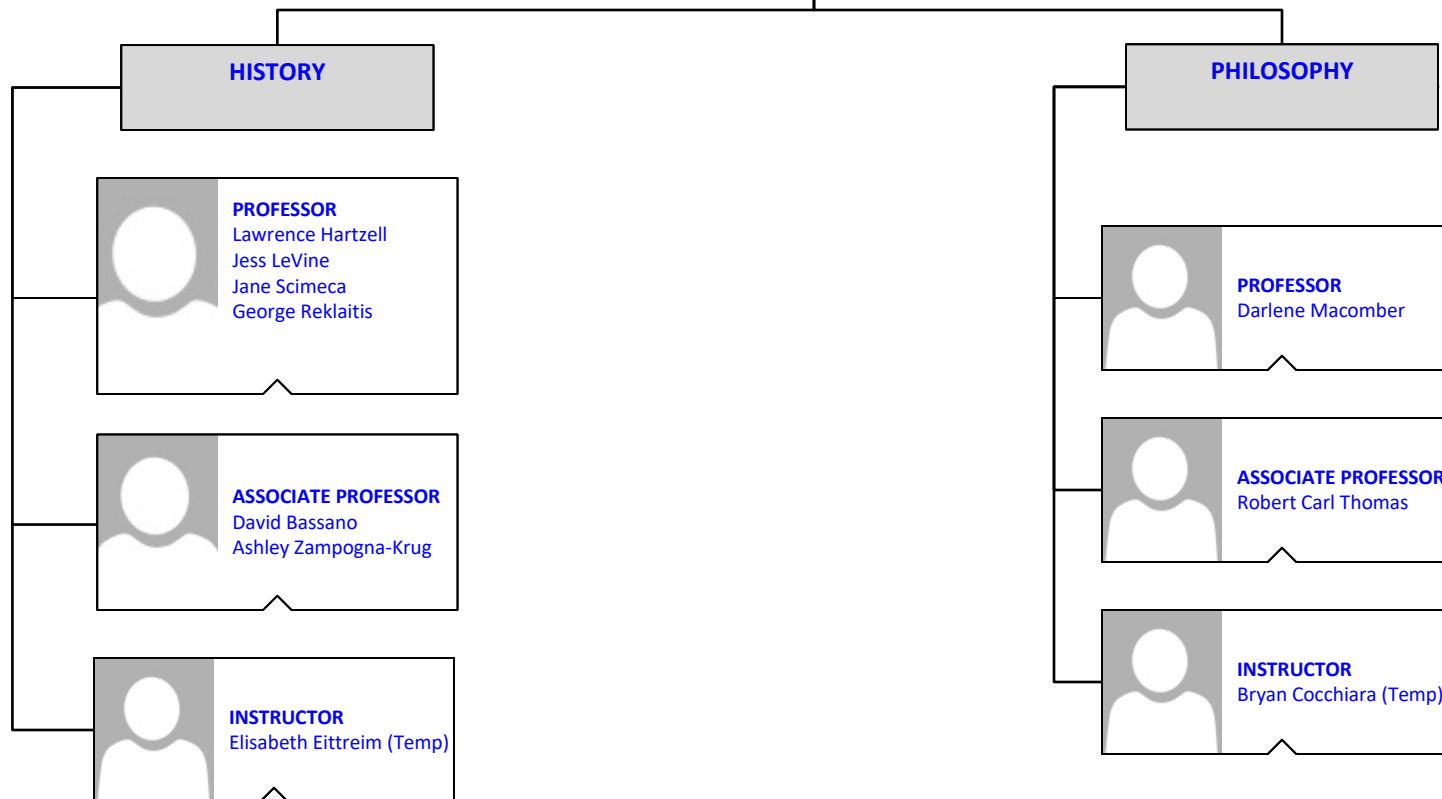 HISTORY
PROFESSOR
Lawrence Hartzell
Jess LeVine
Jane Scimeca
George Reklaitis
ASSOCIATE PROFESSOR
David Bassano
Ashley Zampogna-Krug
INSTRUCTOR
Elisabeth Eittreim (Temp)
PHILOSOPHY
PROFESSOR
Darlene Macomber
ASSOCIATE PROFESSOR
Robert Carl Thomas
INSTRUCTOR
Bryan Cocchiara (Temp)